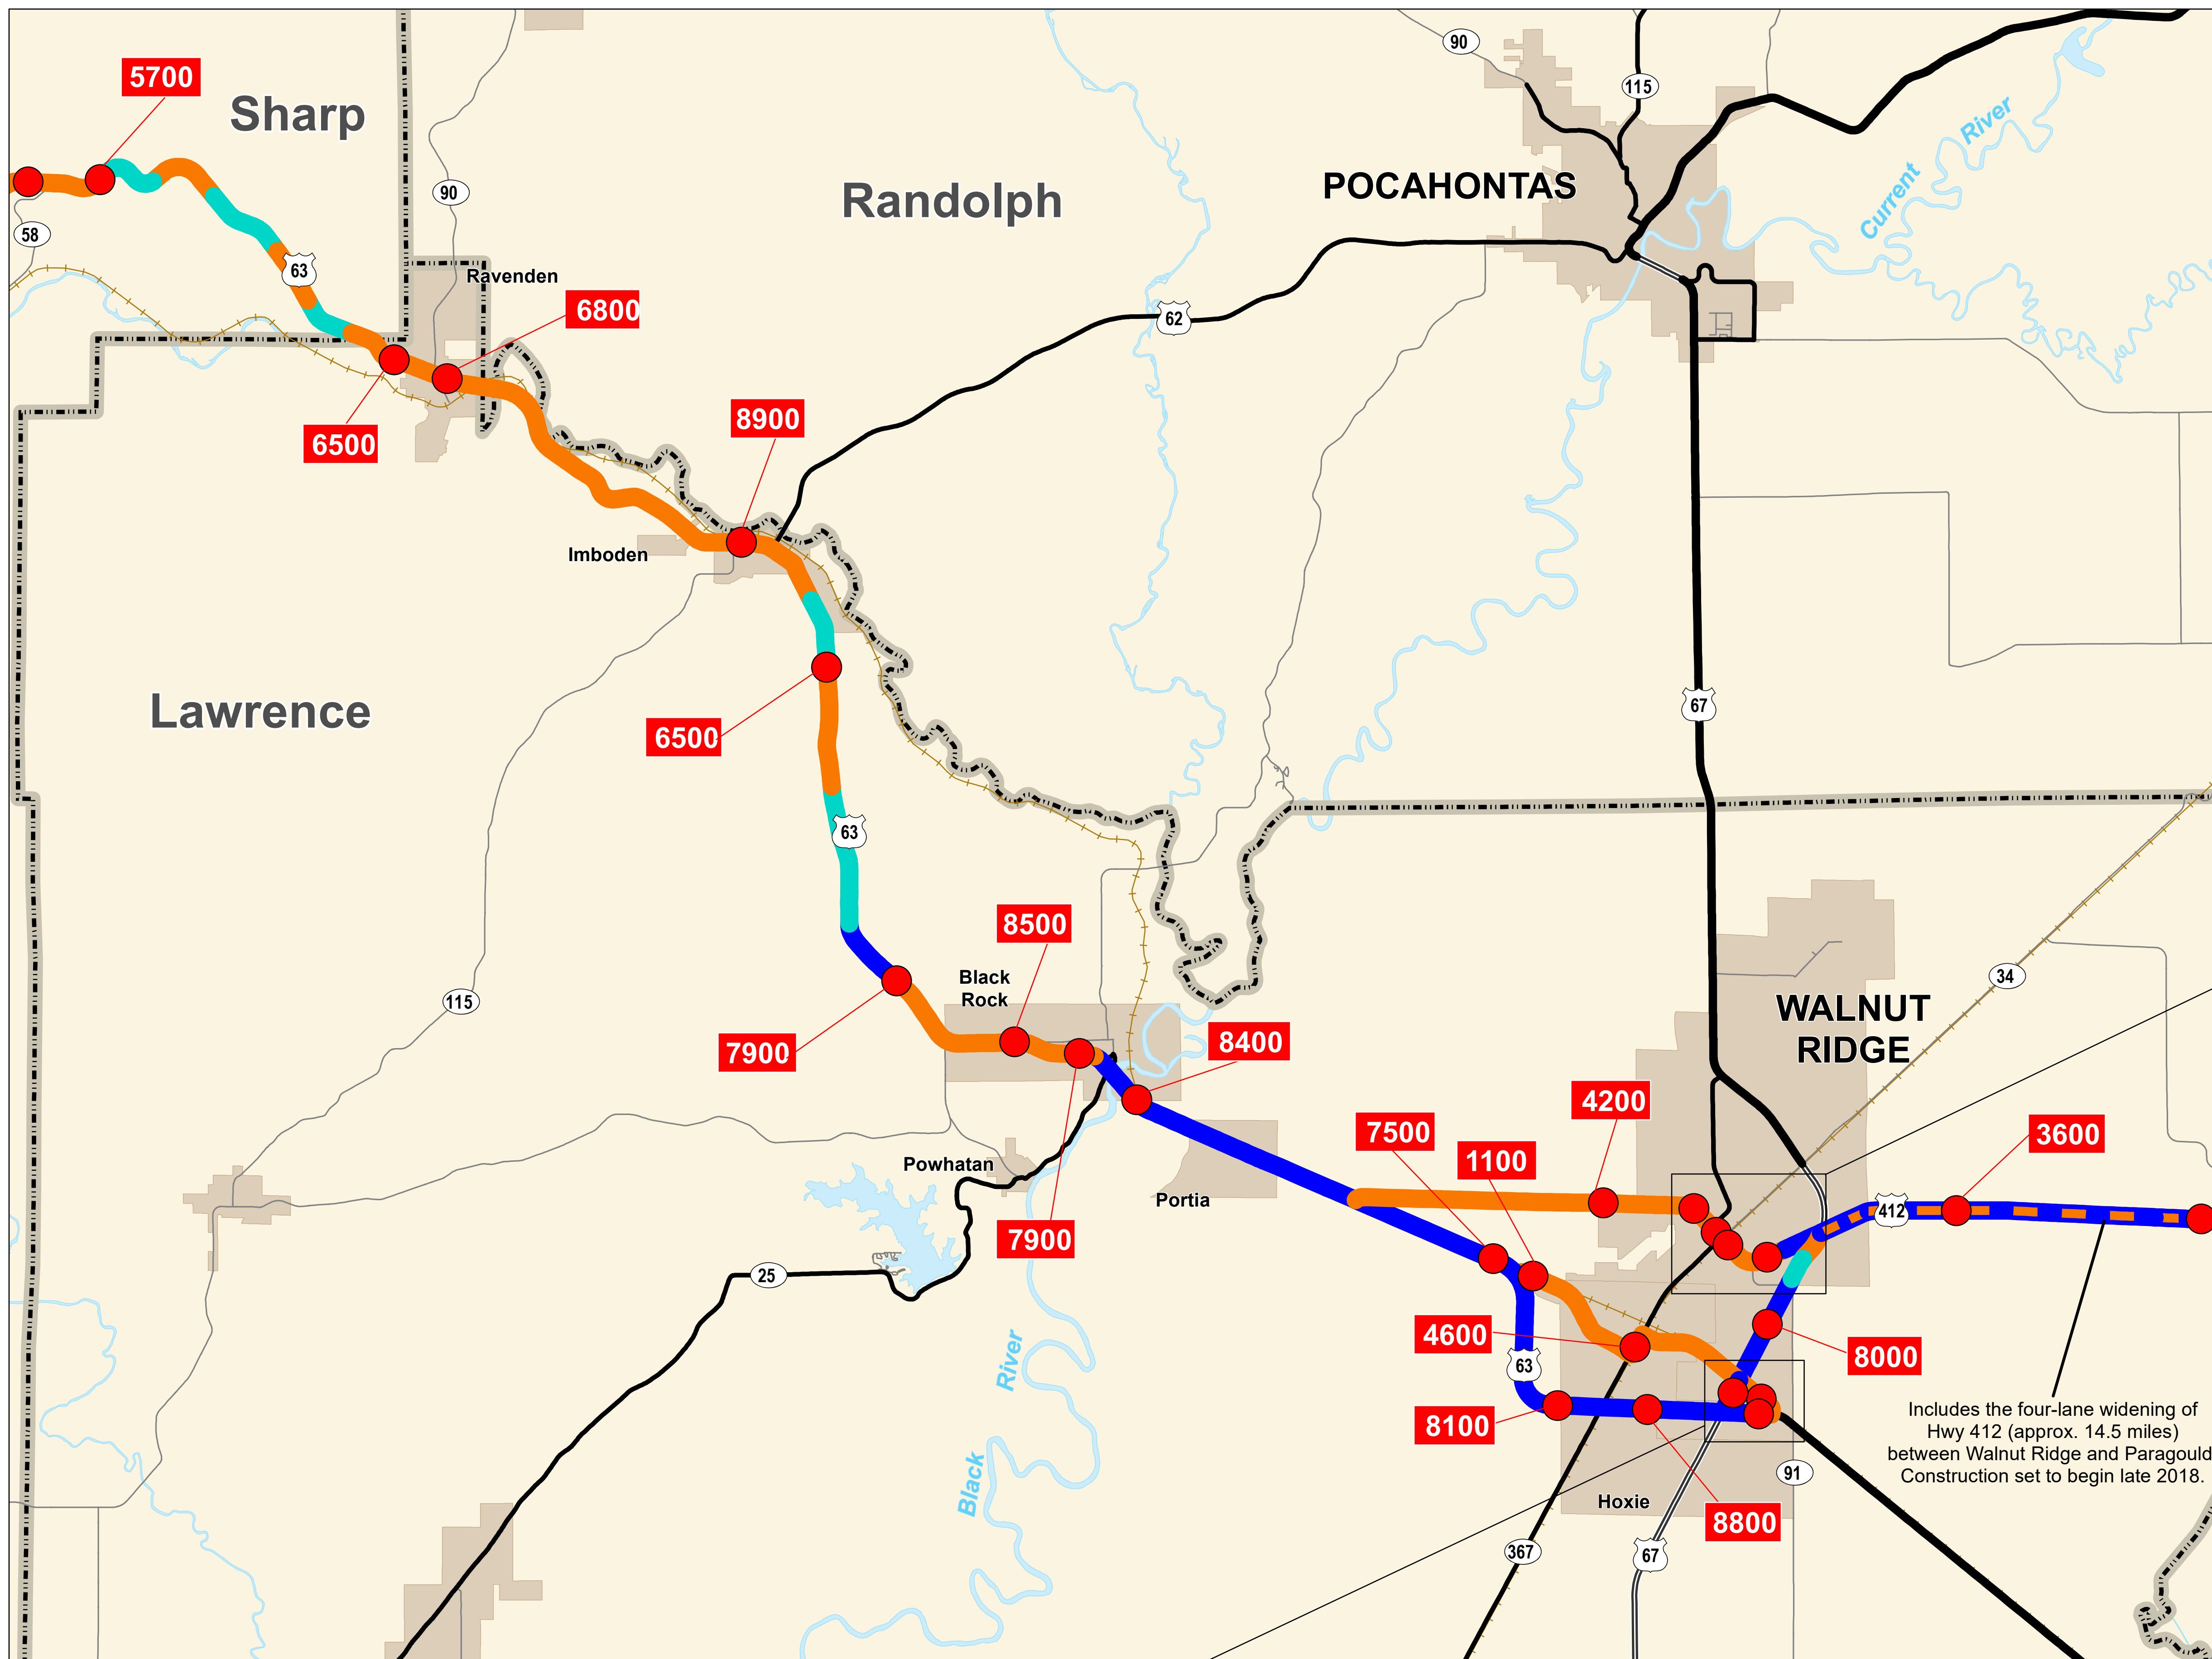 90
115
5700
Sharp
River
POCAHONTAS
Randolph
90
Current
58
63
Ravenden
6800
62
8900
6500
Imboden
67
Lawrence
6500
63
8500
Black
Rock
34
115
WALNUT
RIDGE
7900
8400
4200
7500
3600
1100
Powhatan
Portia
412
7900
25
4600
8000
River
63
Includes the four-lane widening of
Hwy 412 (approx. 14.5 miles)
between Walnut Ridge and Paragould
Construction set to begin late 2018.
8100
91
Black
Hoxie
8800
367
67